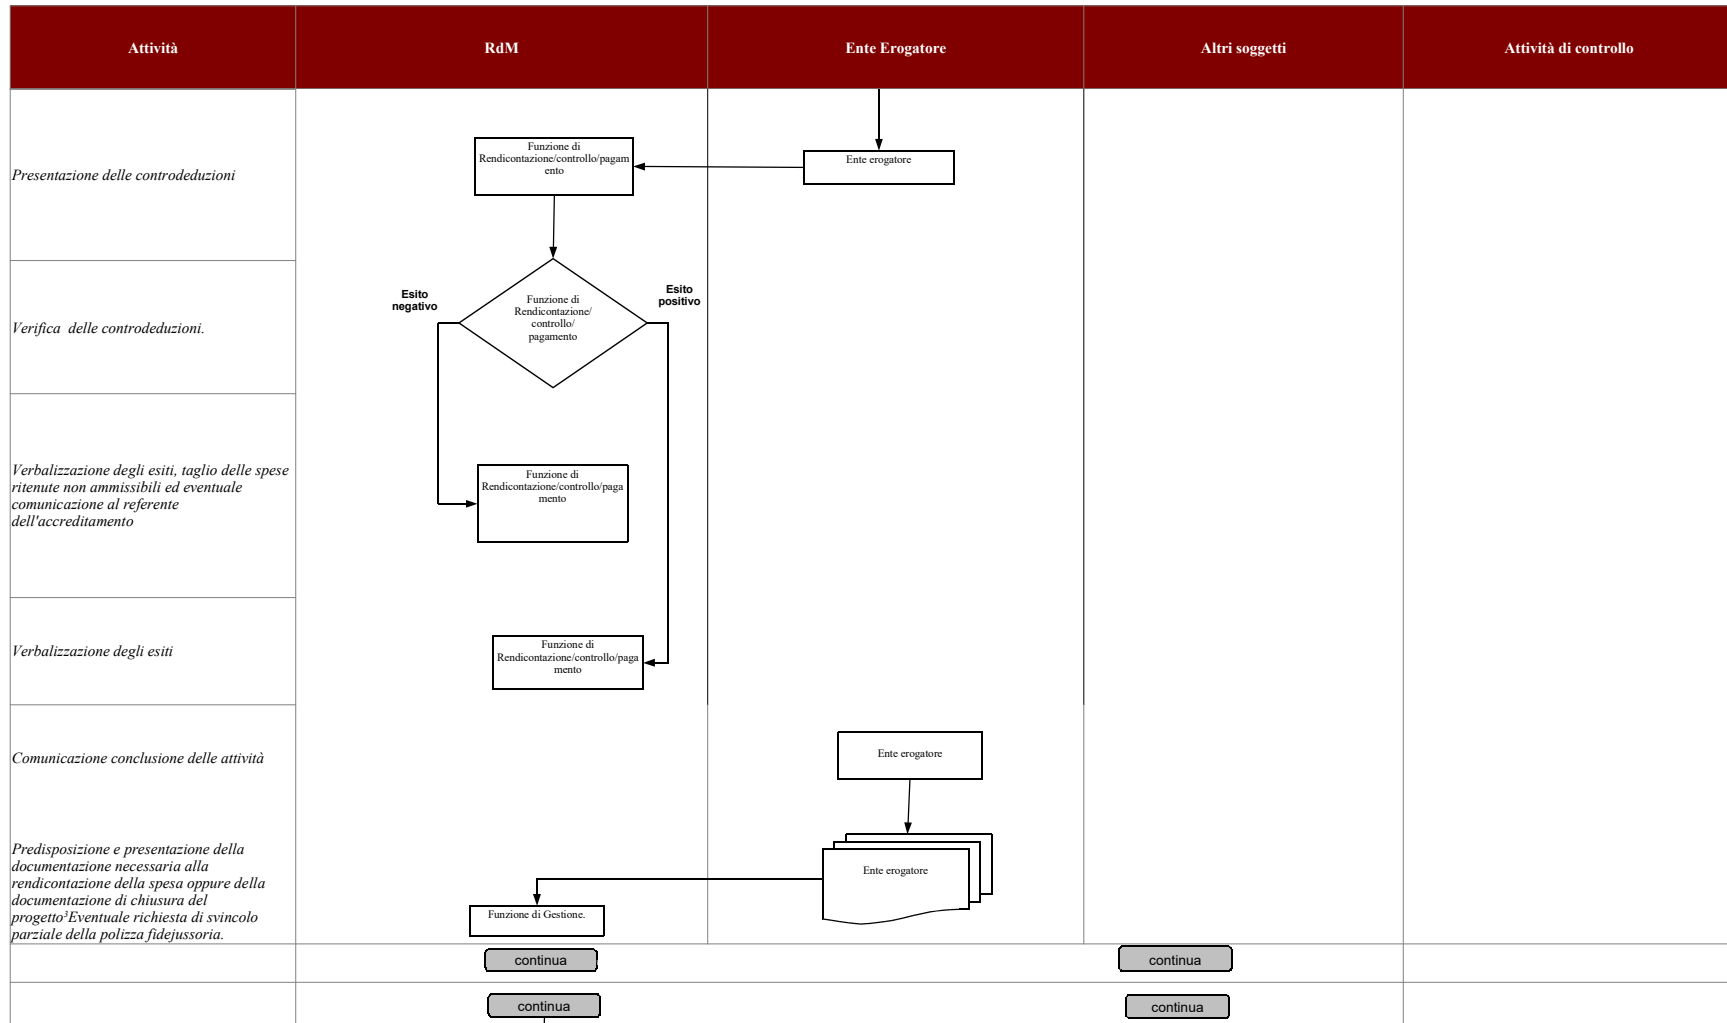 Attività
RdM
Ente Erogatore
Altri soggetti
Attività di controllo
Presentazione delle controdeduzioni
Funzione di
Rendicontazione/controllo/pagam
ento
Ente erogatore
Verifica  delle controdeduzioni.
Esito
negativo
Funzione di
Rendicontazione/
controllo/
pagamento
Esito
positivo
Verbalizzazione degli esiti, taglio delle spese
ritenute non ammissibili ed eventuale
comunicazione al referente
dell'accreditamento
Funzione di
Rendicontazione/controllo/paga
mento
Verbalizzazione degli esiti
Funzione di
Rendicontazione/controllo/paga
mento
Comunicazione conclusione delle attività
Ente erogatore
Predisposizione e presentazione della
documentazione necessaria alla
rendicontazione della spesa oppure della
documentazione di chiusura del
progetto³Eventuale richiesta di svincolo
parziale della polizza fidejussoria.
Ente erogatore
Funzione di Gestione.
continua
continua
continua
continua